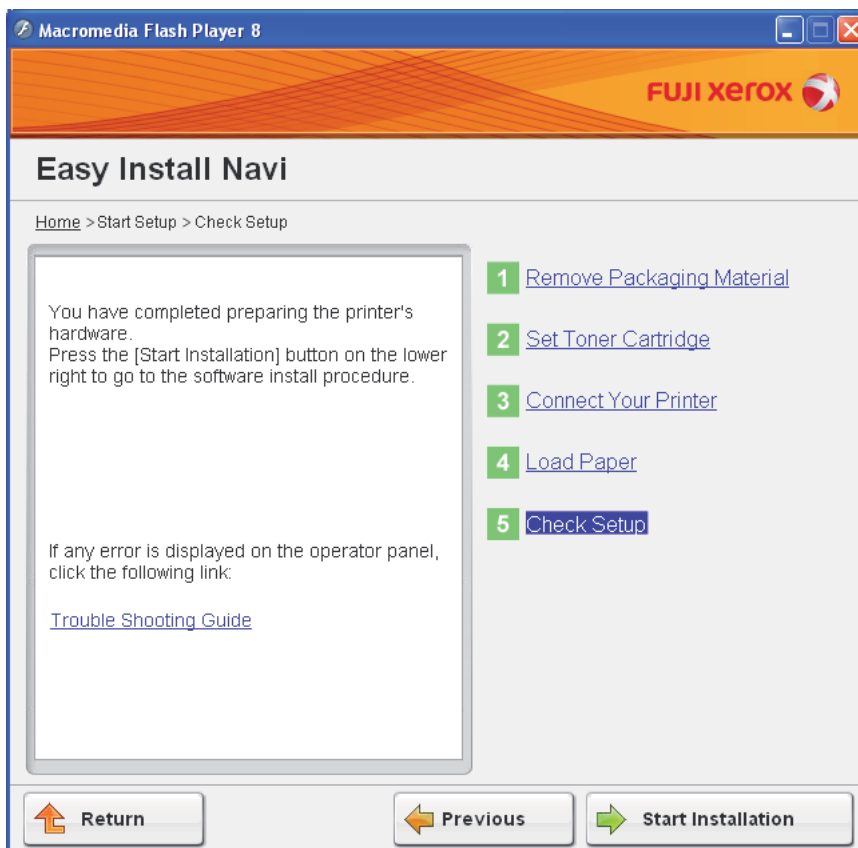 Macromedia Flash Player 8
FUJI xerox
Easy Install Navi
Home > Start Setup > Check Setup
You have completed preparing the printer's
hardware.
Press the [Start Installation] button on the lower
right to go to the software install procedure.
If any error is displayed on the operator panel,
click the following link:
Trouble Shooting Guide
1 Remove Packaging Material
2 Set Toner Cartridge
3 Connect Your Printer
4 Load Paper
5 Check Setup
Return
Previous
Start Installation